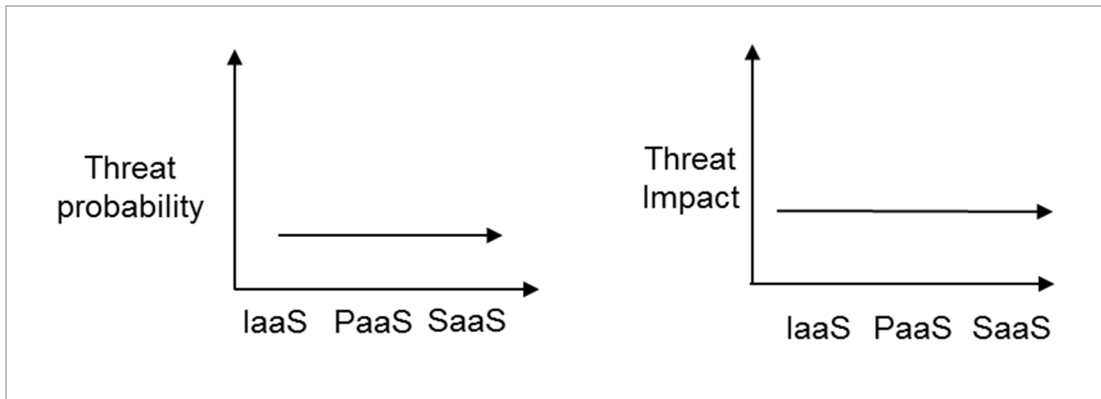 Threat
probability
IaaS PaaS SaaS
Threat
Impact
IaaS PaaS SaaS